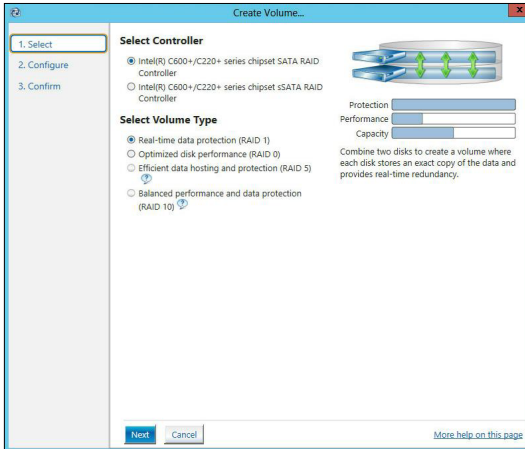 Create Volume...
x
1. Select
2. Configure
3. Confirm
Select Controller
Intel(R) C600+/C220+ series chipset SATA RAID
Controller
Intel(R) C600+/C220+ series chipset sSATA RAID
Controller
Select Volume Type
Real-time data protection (RAID 1)
Optimized disk performance (RAID 0)
Efficient data hosting and protection (RAID 5)
?
Balanced performance and data protection
(RAID 10) ?
Protection
Performance
Capacity
Combine two disks to create a volume where
each disk stores an exact copy of the data and
provides real-time redundancy.
Next
Cancel
More help on this page